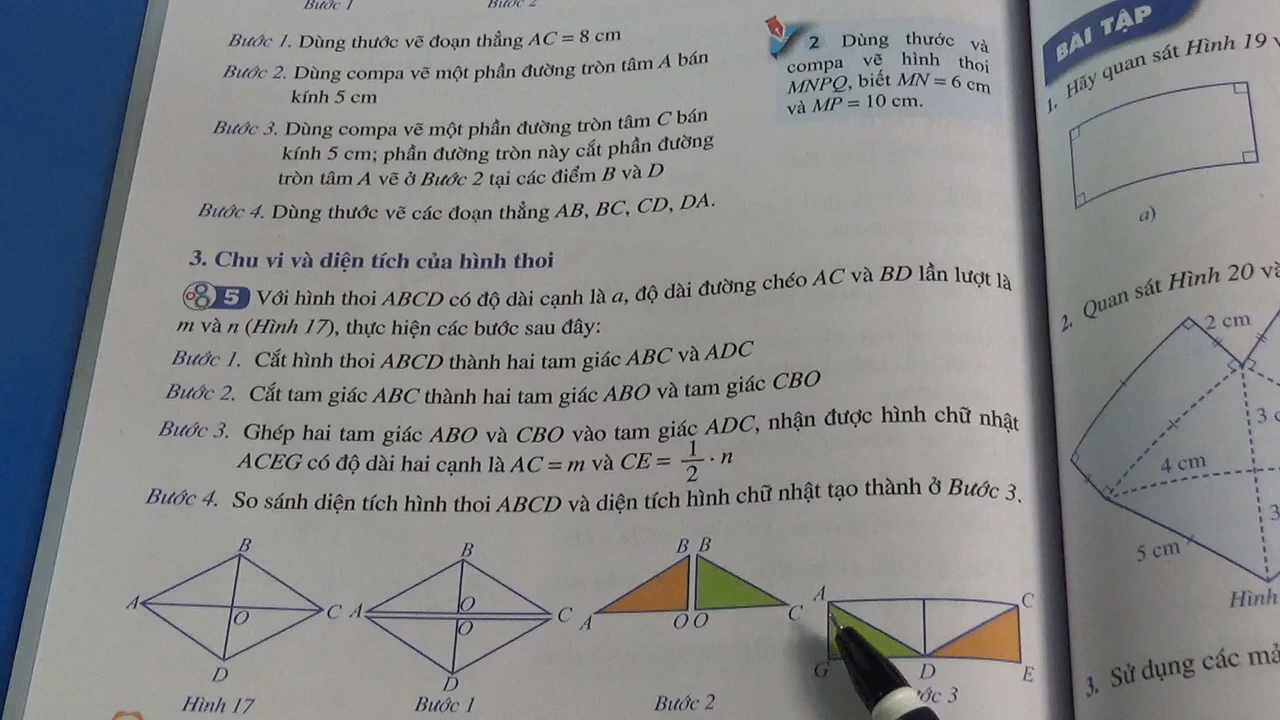 Bước 1
Bước 2
Bước 1. Dùng thước vẽ đoạn thẳng AC = 8 cm
Bước 2. Dùng compa vẽ một phần đường tròn tâm A bán
kính 5 cm
Bước 3. Dùng compa vẽ một phần đường tròn tâm C bán
kính 5 cm; phần đường tròn này cắt phần đường
tròn tâm A vẽ ở Bước 2 tại các điểm B và D
Bước 4. Dùng thước vẽ các đoạn thẳng AB, BC, CD, DA.
2 Dùng thước và
compa vẽ hình thoi
MNPQ, biết MN = 6 cm
và MP = 10 cm.
3. Chu vi và diện tích của hình thoi
5 Với hình thoi ABCD có độ dài cạnh là a, độ dài đường chéo AC và BD lần lượt là
m và n (Hình 17), thực hiện các bước sau đây:
Bước 1. Cắt hình thoi ABCD thành hai tam giác ABC và ADC
Bước 2. Cắt tam giác ABC thành hai tam giác ABO và tam giác CBO
Bước 3. Ghép hai tam giác ABO và CBO vào tam giác ADC, nhận được hình chữ nhật
ACEG có độ dài hai cạnh là AC = m và CE = 1/2 · n
Bước 4. So sánh diện tích hình thoi ABCD và diện tích hình chữ nhật tạo thành ở Bước 3.
B
A
O
C
D
Hình 17
B
A
O
O
C
D
Bước 1
B B
A
O O
C
Bước 2
A
C
G
D
E
ớc 3
BÀI TẬP
1. Hãy quan sát Hình 19
a)
2. Quan sát Hình 20 và
2 cm
3
4 cm
3
5 cm
Hình
3. Sử dụng các